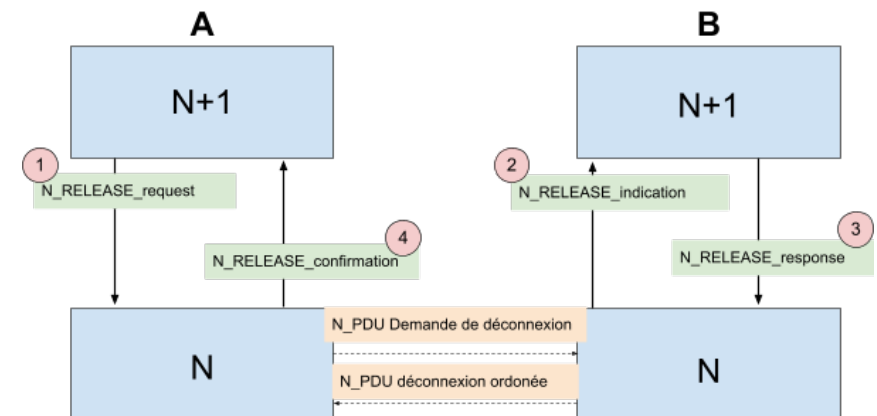 A
B
N+1
N+1
1
N_RELEASE_request
2
N_RELEASE_indication
4
N_RELEASE_confirmation
3
N_RELEASE_response
N_PDU Demande de déconnexion
N
N_PDU déconnexion ordonée
N